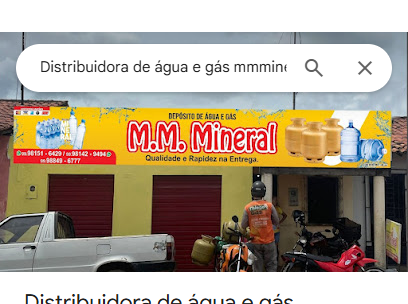 Distribuidora de água e gás mmmine
DEPÓSITO DE ÁGUA E GÁS
M.M. Mineral
Qualidade e Rapidez na Entrega.
98151 - 6429 / 98142 - 9494
98849 - 6777
Distribuidora de água e gás